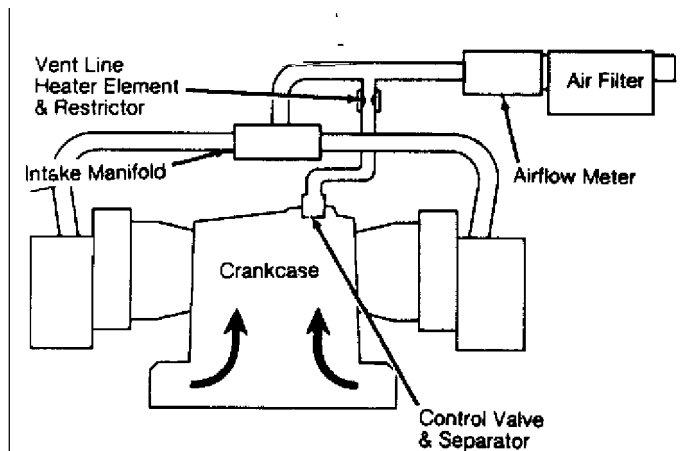 Vent Line
Heater Element
& Restrictor
Air Filter
Intake Manifold
Airflow Meter
Crankcase
Control Valve
& Separator